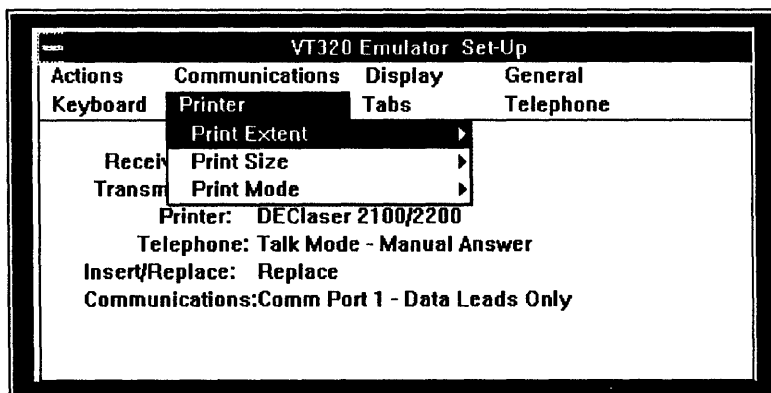 VT320 Emulator Set-Up
Actions Communications Display General
Keyboard Printer Tabs Telephone
Print Extent
Print Size
Print Mode
Printer: DEClaser 2100/2200
Telephone: Talk Mode - Manual Answer
Insert/Replace: Replace
Communications:Comm Port 1 - Data Leads Only